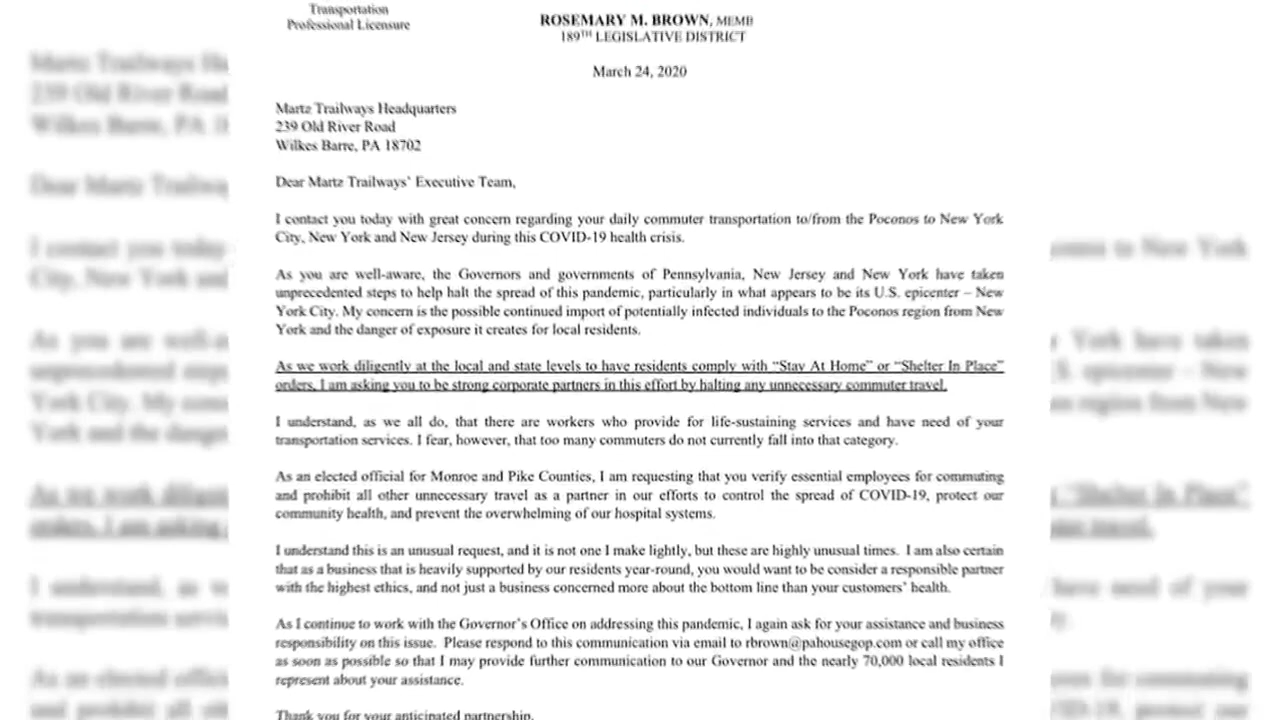 Transportation
Professional Licensure
ROSEMARY M. BROWN, MEMB
189TH LEGISLATIVE DISTRICT
March 24, 2020
Martz Trailways Headquarters
239 Old River Road
Wilkes Barre, PA 18702
Dear Martz Trailways' Executive Team,
I contact you today with great concern regarding your daily commuter transportation to/from the Poconos to New York
City, New York and New Jersey during this COVID-19 health crisis.
As you are well-aware, the Governors and governments of Pennsylvania, New Jersey and New York have taken
unprecedented steps to help halt the spread of this pandemic, particularly in what appears to be its U.S. epicenter – New
York City. My concern is the possible continued import of potentially infected individuals to the Poconos region from New
York and the danger of exposure it creates for local residents.
As we work diligently at the local and state levels to have residents comply with “Stay At Home” or “Shelter In Place”
orders, I am asking you to be strong corporate partners in this effort by halting any unnecessary commuter travel.
I understand, as we all do, that there are workers who provide for life-sustaining services and have need of your
transportation services. I fear, however, that too many commuters do not currently fall into that category.
As an elected official for Monroe and Pike Counties, I am requesting that you verify essential employees for commuting
and prohibit all other unnecessary travel as a partner in our efforts to control the spread of COVID-19, protect our
community health, and prevent the overwhelming of our hospital systems.
I understand this is an unusual request, and it is not one I make lightly, but these are highly unusual times. I am also certain
that as a business that is heavily supported by our residents year-round, you would want to be consider a responsible partner
with the highest ethics, and not just a business concerned more about the bottom line than your customers' health.
As I continue to work with the Governor's Office on addressing this pandemic, I again ask for your assistance and business
responsibility on this issue. Please respond to this communication via email to rbrown@pahousegop.com or call my office
as soon as possible so that I may provide further communication to our Governor and the nearly 70,000 local residents I
represent about your assistance.
Thank you for your anticipated partnership.